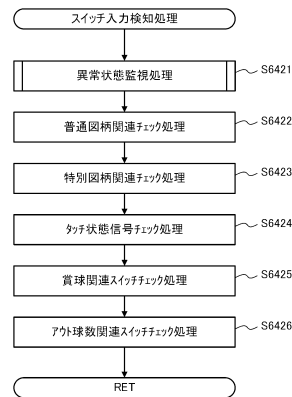 スイッチ入力検知処理
異常状態監視処理
S6421
普通図柄関連チェック処理
S6422
特別図柄関連チェック処理
S6423
タッチ状態信号チェック処理
S6424
賞球関連スイッチチェック処理
S6425
アウト球数関連スイッチチェック処理
S6426
RET